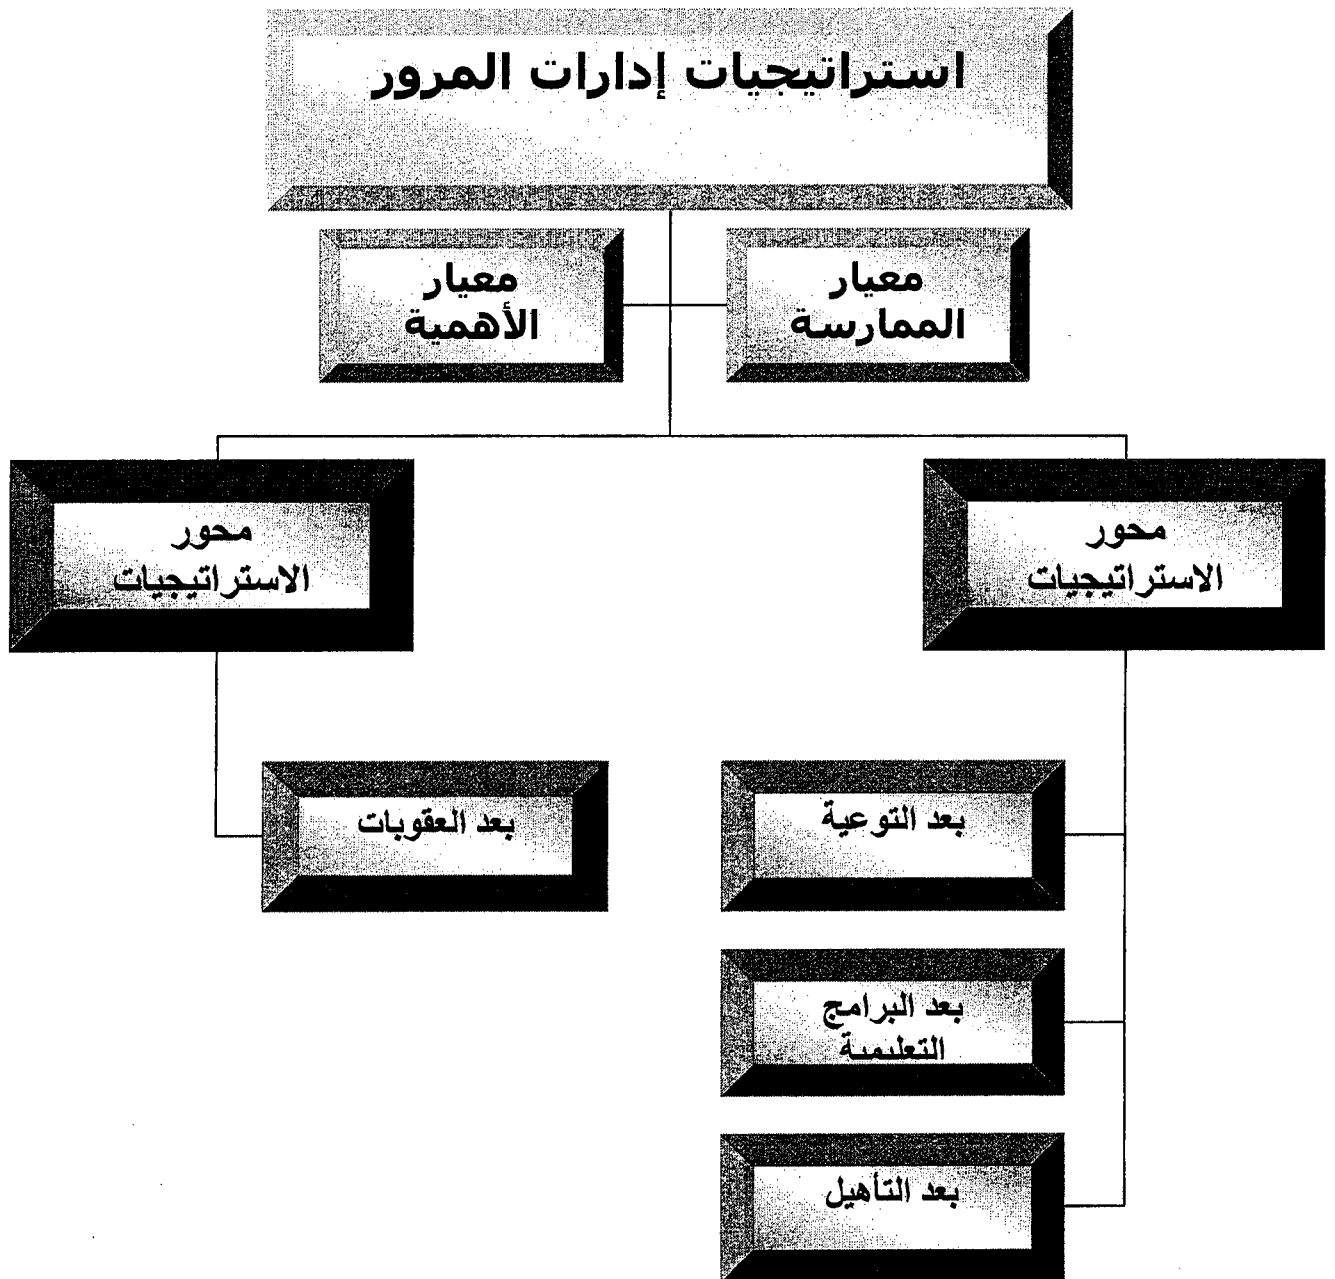 استراتيجيات إدارات المرور
معيار
الممارسة
معيار
الأهمية
محور
الاستراتيجيات
محور
الاستراتيجيات
بعد التوعية
بعد العقوبات
بعد البرامج
التعليمية
بعد التأهيل